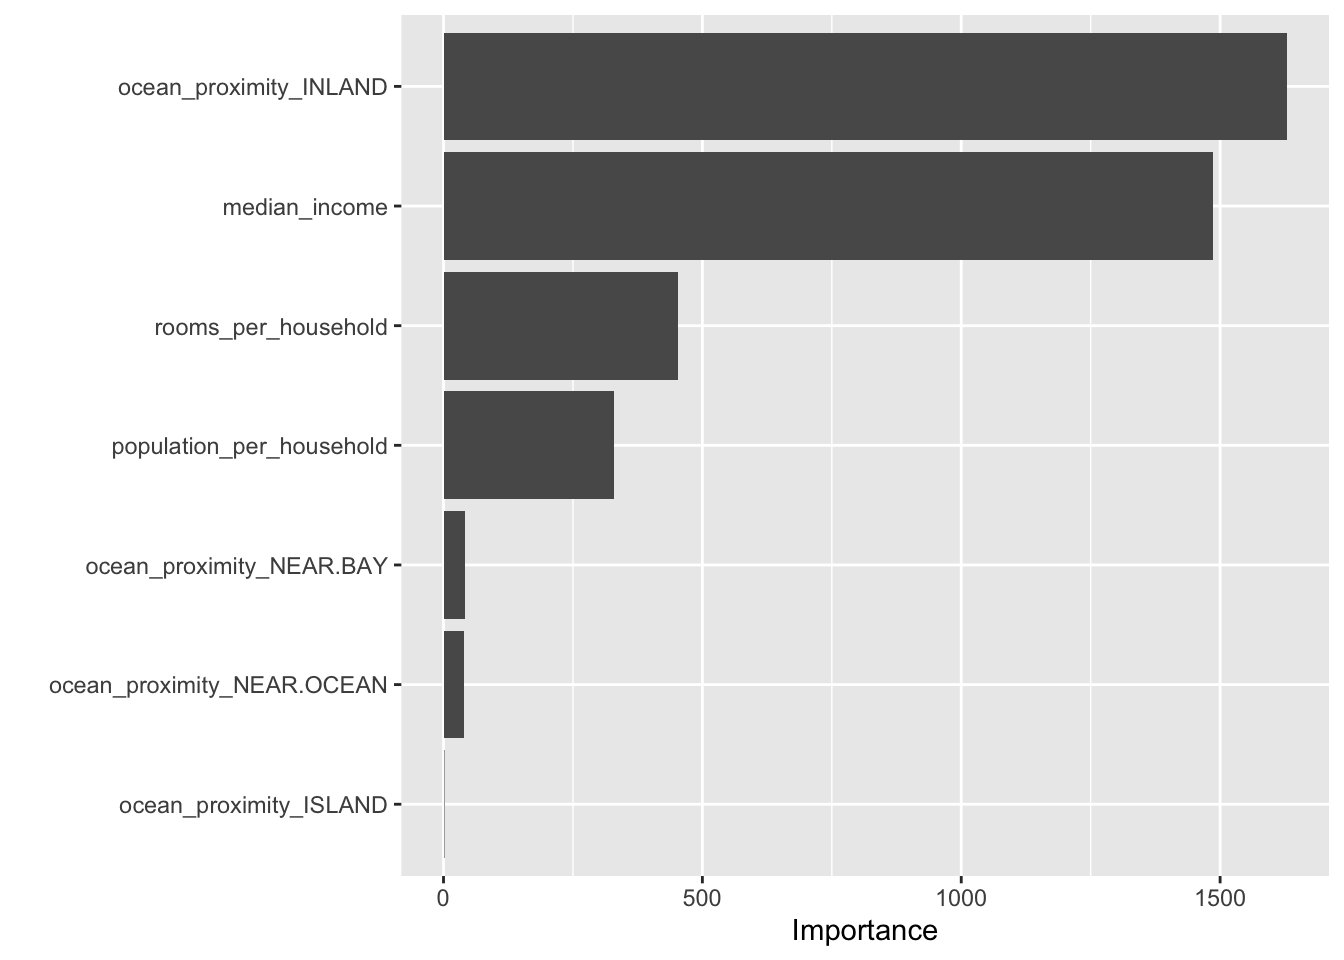 ocean_proximity_INLAND
median_income
rooms_per_household
population_per_household
ocean_proximity_NEAR.BAY
ocean_proximity_NEAR.OCEAN
ocean_proximity_ISLAND
0 500 1000 1500
Importance